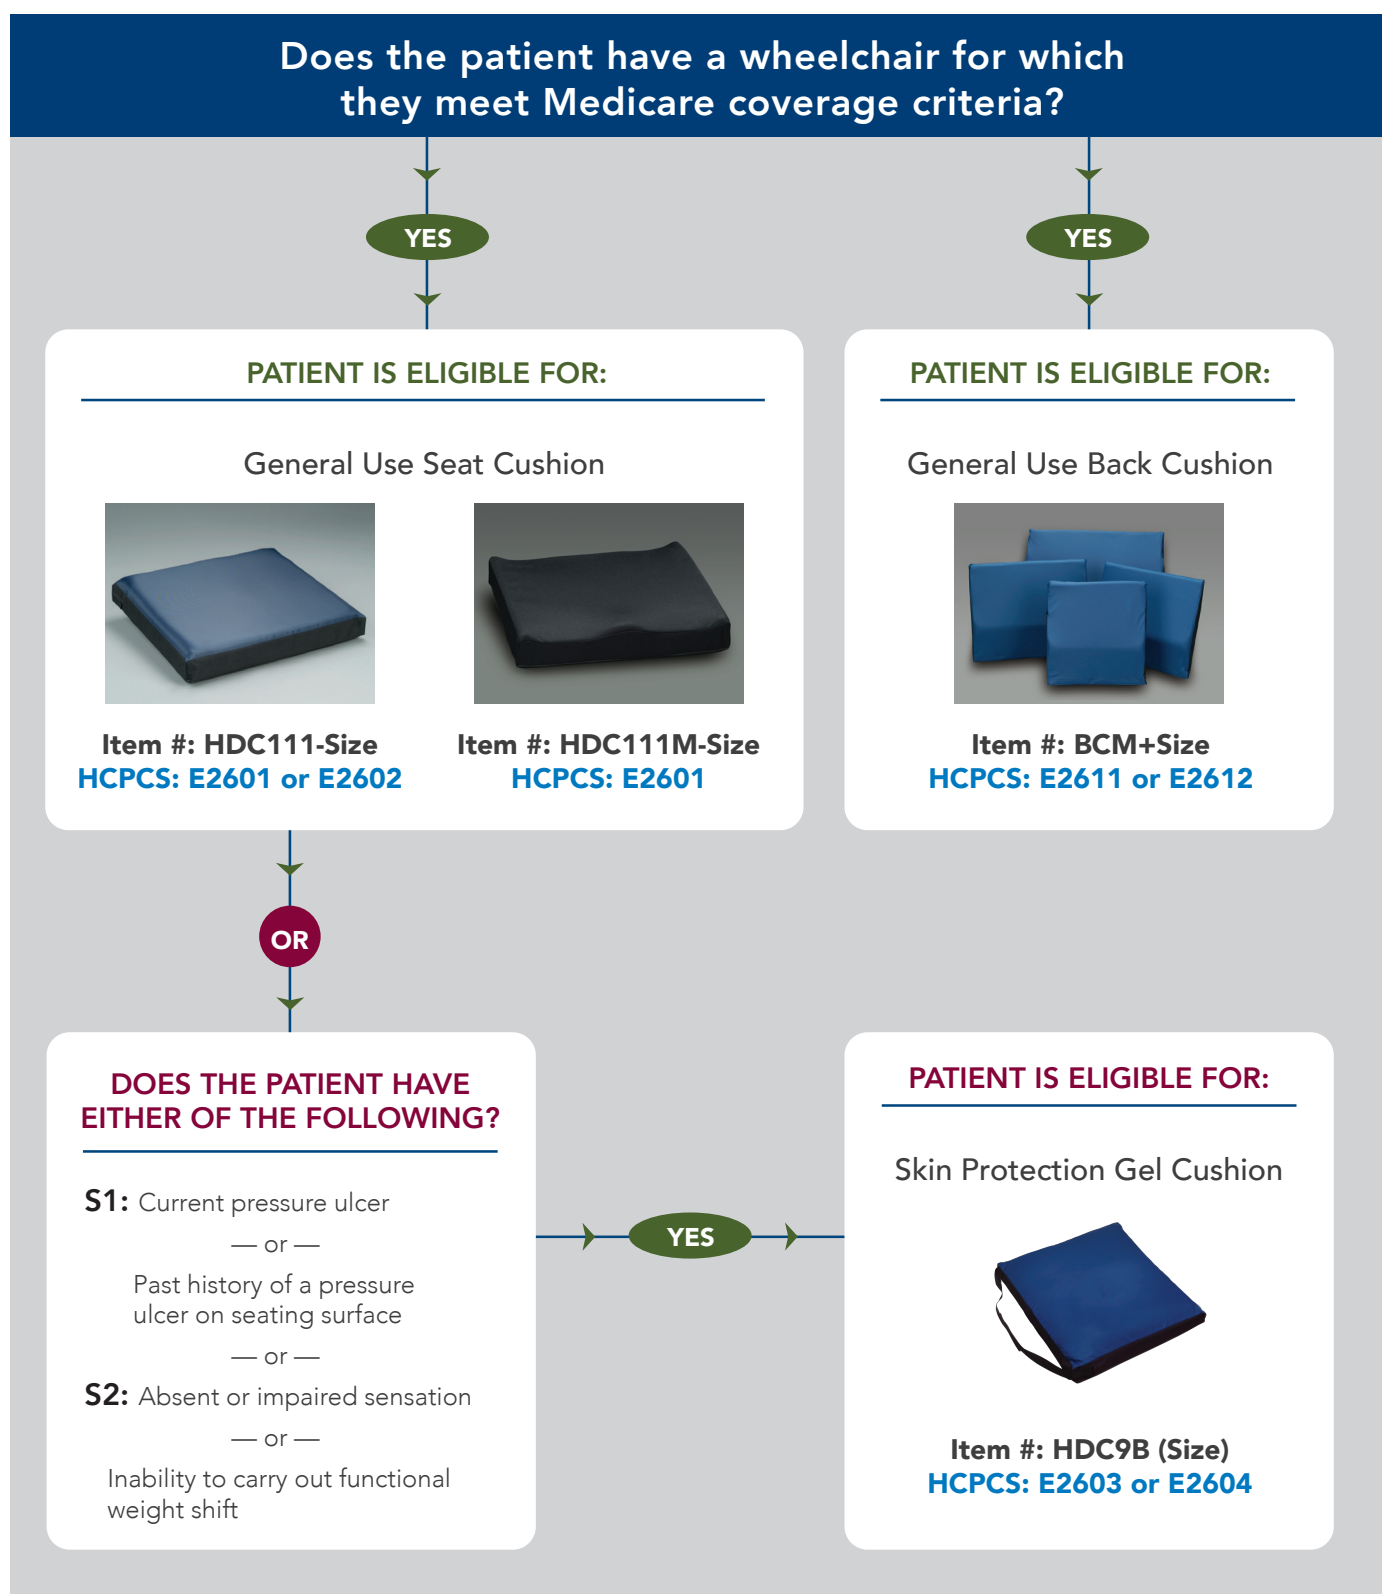 Does the patient have a wheelchair for which
they meet Medicare coverage criteria?
YES
YES
PATIENT IS ELIGIBLE FOR:
General Use Seat Cushion
Item #: HDC111-Size
HCPCS: E2601 or E2602
Item #: HDC111M-Size
HCPCS: E2601
PATIENT IS ELIGIBLE FOR:
General Use Back Cushion
Item #: BCM+Size
HCPCS: E2611 or E2612
OR
DOES THE PATIENT HAVE
EITHER OF THE FOLLOWING?
S1: Current pressure ulcer
— or —
Past history of a pressure
ulcer on seating surface
— or —
S2: Absent or impaired sensation
— or —
Inability to carry out functional
weight shift
YES
PATIENT IS ELIGIBLE FOR:
Skin Protection Gel Cushion
Item #: HDC9B (Size)
HCPCS: E2603 or E2604